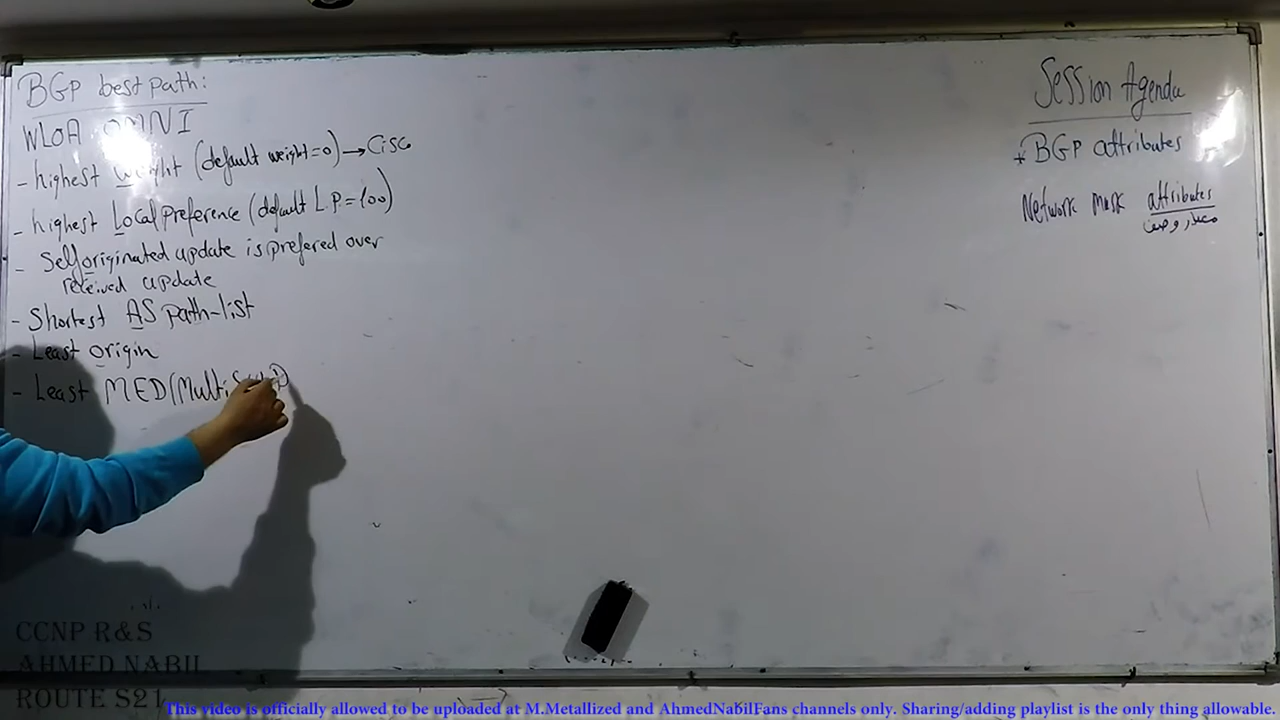 BGP best path:
WLOA OMNI
- highest weight (default weight=0) → Cisco
- highest Local preference (default L.P=100)
- Self originated update is prefered over
received update
- Shortest AS path-list
- Least origin
- Least MED (Multi
Session Agenda
* BGP attributes
Network mask attributes
CCNP R&S
AHMED NABIL
ROUTE S21
This video is officially allowed to be uploaded at M.Metallized and AhmedNabilFans channels only. Sharing/adding playlist is the only thing allowable.